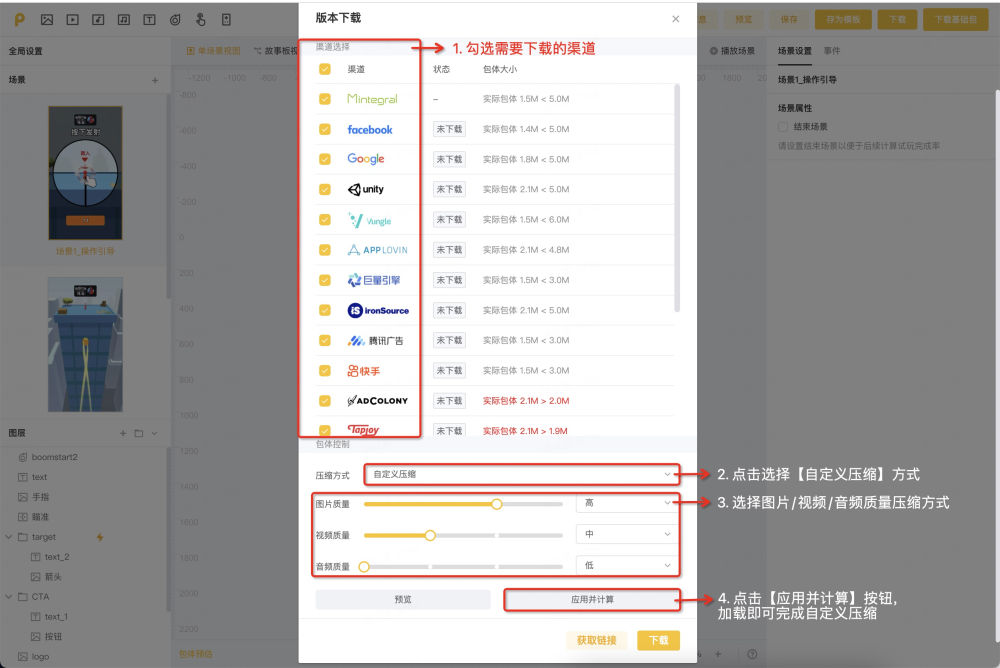 版本下载
预览
保存
存为模板
下载
下载基础包
全局设置
单场景视图
故事板视
播放场景
场景设置
事件
场景
场景1_操作引导
按下发射
场景1_操作引导
场景属性
结束场景
请设置结束场景以便于后续计算试玩完成率
渠道选择
1. 勾选需要下载的渠道
渠道 状态 包体大小
Mintegral – 实际包体 1.5M < 5.0M
facebook 未下载 实际包体 1.4M < 5.0M
Google 未下载 实际包体 1.8M < 5.0M
unity 未下载 实际包体 2.1M < 5.0M
Vungle 未下载 实际包体 1.5M < 6.0M
APPLOVIN 未下载 实际包体 2.1M < 4.8M
巨量引擎 未下载 实际包体 1.5M < 3.0M
ironSource 未下载 实际包体 2.1M < 5.0M
腾讯广告 未下载 实际包体 1.5M < 3.0M
快手 未下载 实际包体 1.5M < 3.0M
ADCOLONY 未下载 实际包体 2.1M > 2.0M
Tapjoy 未下载 实际包体 2.1M > 1.9M
包体控制
压缩方式 自定义压缩
2. 点击选择【自定义压缩】方式
图片质量 高
3. 选择图片/视频/音频质量压缩方式
视频质量 中
音频质量 低
预览 应用并计算
4. 点击【应用并计算】按钮,
加载即可完成自定义压缩
获取链接 下载
图层
boomstart2
text
手指
瞄准
target
text_2
箭头
CTA
text_1
按钮
logo
包体预估
-1200 -1000 -800
1800
-800
-600
-400
-200
0
200
400
600
800
1000
1200
1400
1600
1800
2000
2200